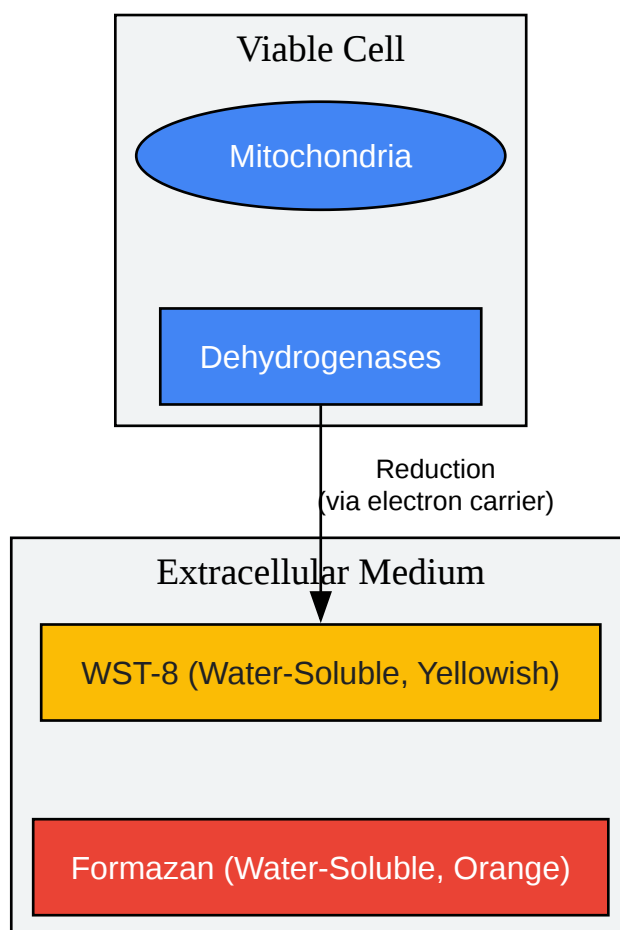 Viable Cell
Mitochondria
Dehydrogenases
Reduction
(via electron carrier)
Extracellular Medium
WST-8 (Water-Soluble, Yellowish)
Formazan (Water-Soluble, Orange)